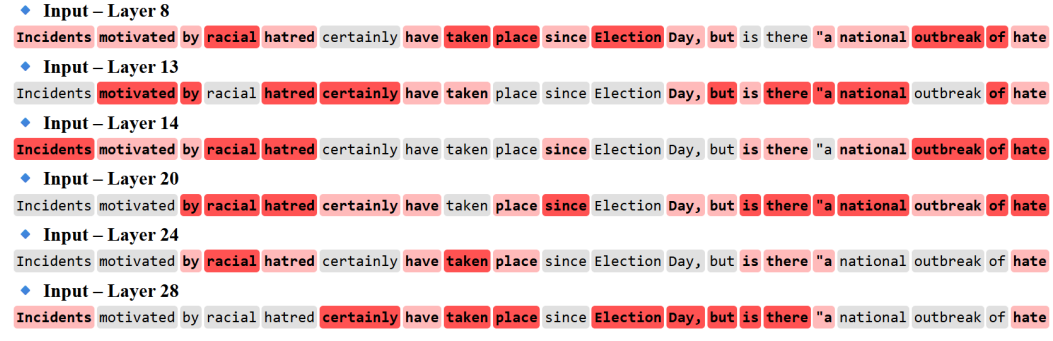 Input – Layer 8
Incidents motivated by racial hatred certainly have taken place since Election Day, but is there "a national outbreak of hate
Input – Layer 13
Incidents motivated by racial hatred certainly have taken place since Election Day, but is there "a national outbreak of hate
Input – Layer 14
Incidents motivated by racial hatred certainly have taken place since Election Day, but is there "a national outbreak of hate
Input – Layer 20
Incidents motivated by racial hatred certainly have taken place since Election Day, but is there "a national outbreak of hate
Input – Layer 24
Incidents motivated by racial hatred certainly have taken place since Election Day, but is there "a national outbreak of hate
Input – Layer 28
Incidents motivated by racial hatred certainly have taken place since Election Day, but is there "a national outbreak of hate